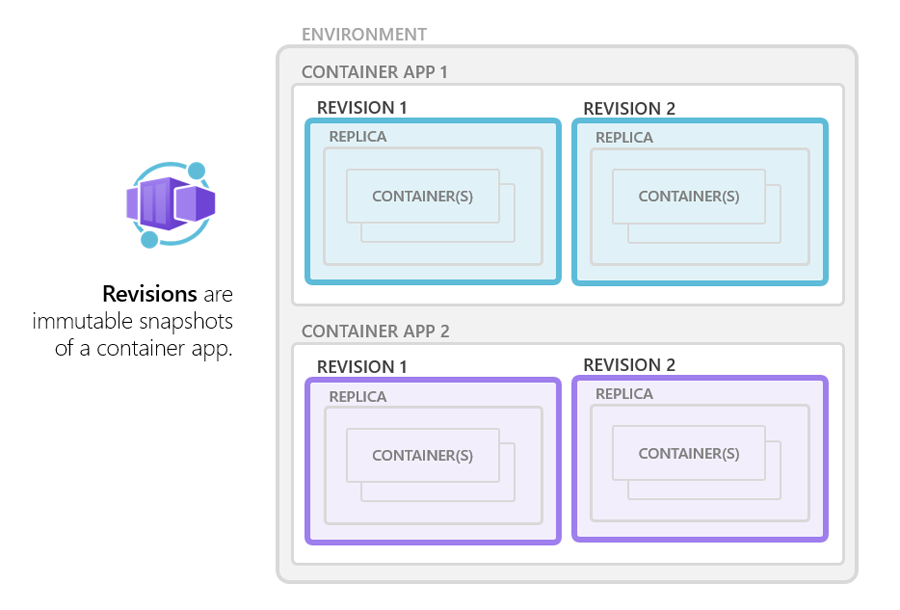 ENVIRONMENT
CONTAINER APP 1
REVISION 1
REPLICA
CONTAINER(S)
REVISION 2
REPLICA
CONTAINER(S)
Revisions are
immutable snapshots
of a container app.
CONTAINER APP 2
REVISION 1
REPLICA
CONTAINER(S)
REVISION 2
REPLICA
CONTAINER(S)